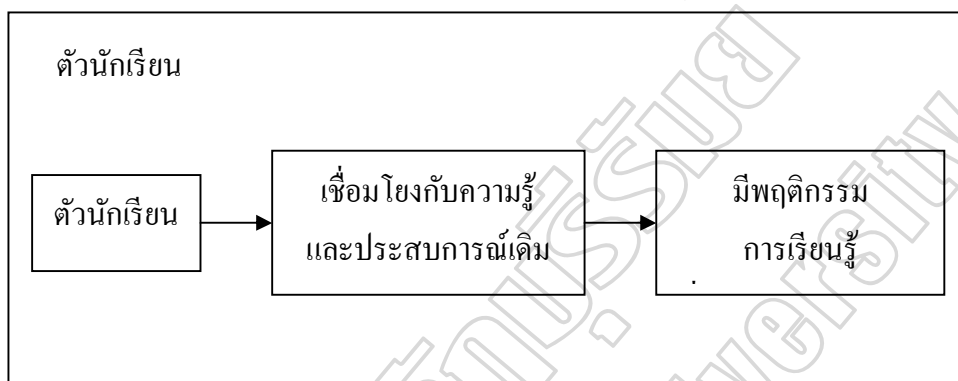 ตัวนักเรียน
ตัวนักเรียน
เชื่อมโยงกับความรู้
และประสบการณ์เดิม
มีพฤติกรรม
การเรียนรู้
.